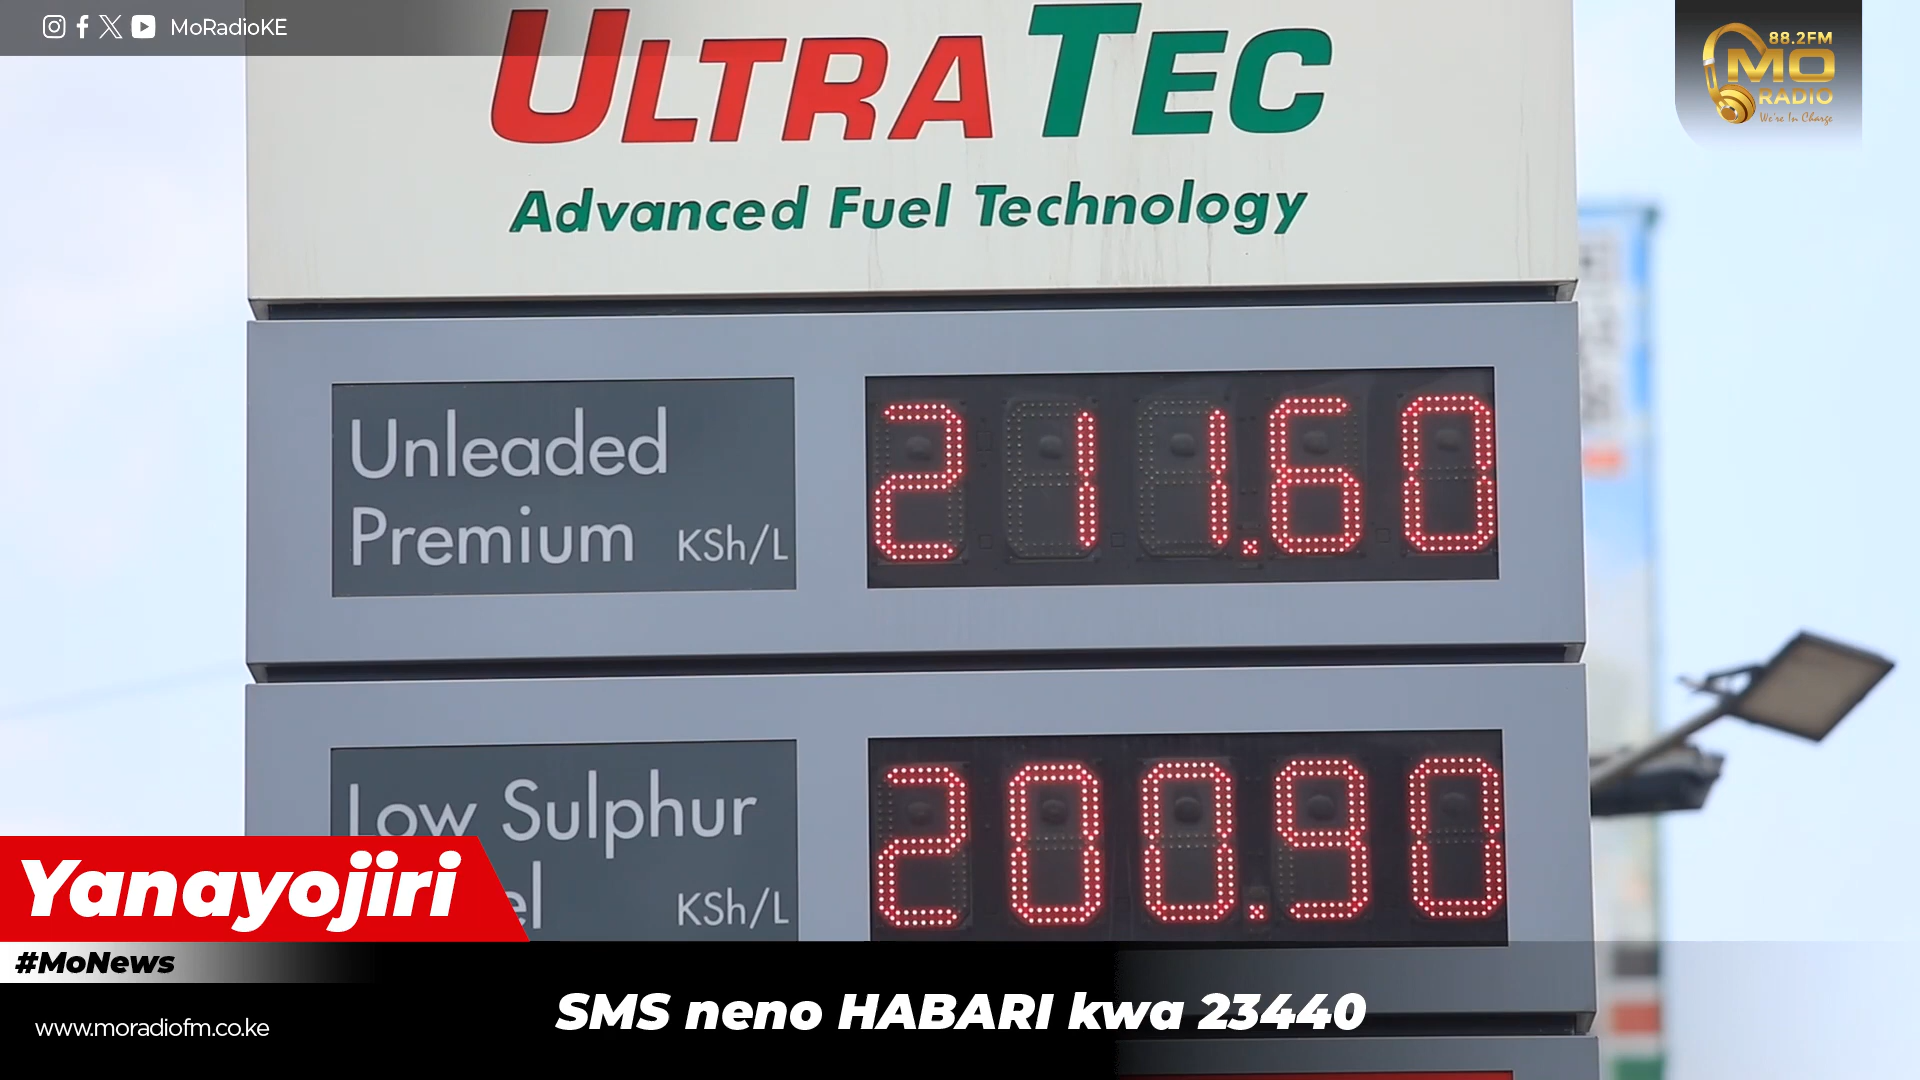 MoRadioKE
ULTRATEC
Advanced Fuel Technology
88.2FM
MO
RADIO
We're In Charge
Unleaded
Premium KSh/L
211.60
Low Sulphur
el KSh/L
200.90
Yanayojiri
#MoNews
SMS neno HABARI kwa 23440
www.moradiofm.co.ke